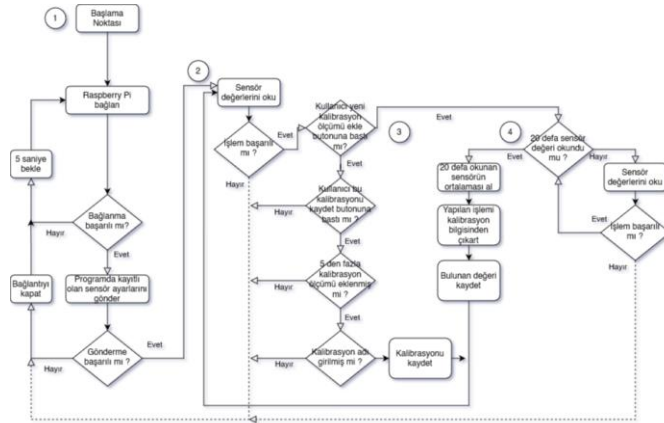 1
Başlama
Noktası
Raspberry Pi
bağlan
5 saniye
bekle
Bağlanma
başarılı mı?
Hayır
Evet
Bağlantıyı
kapat
Programda kayıtlı
olan sensör ayarlarını
gönder
Gönderme
başarılı mı ?
Hayır
Evet
2
Sensör
değerlerini oku
İşlem başarılı mı ?
Evet
Hayır
Kullanıcı yeni
kalibrasyon
ölçümü ekle
butonuna bastı
mı?
Evet
Evet
3
Kullanıcı bu
kalibrasyonu
kaydet butonuna
bastı mı ?
Hayır
Evet
5 den fazla
kalibrasyon
ölçümü eklenmiş
mi ?
Hayır
Evet
Kalibrasyon adı
girilmiş mi ?
Hayır
Kalibrasyonu
kaydet
4
20 defa sensör
değeri okundu
mu ?
Evet
Hayır
20 defa okunan
sensörün
ortalaması al
Yapılan işlemi
kalibrasyon
bilgisinden
çıkart
Bulunan değeri
kaydet
Sensör
değerlerini oku
İşlem başarılı
mı ?
Evet
Hayır